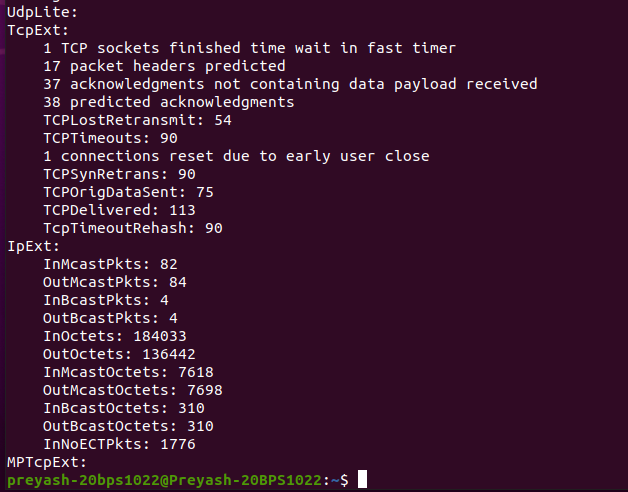 UdpLite:
TcpExt:
1 TCP sockets finished time wait in fast timer
17 packet headers predicted
37 acknowledgments not containing data payload received
38 predicted acknowledgments
TCPLostRetransmit: 54
TCPTimeouts: 90
1 connections reset due to early user close
TCPSynRetrans: 90
TCPOrigDataSent: 75
TCPDelivered: 113
TcpTimeoutRehash: 90
IpExt:
InMcastPkts: 82
OutMcastPkts: 84
InBcastPkts: 4
OutBcastPkts: 4
InOctets: 184033
OutOctets: 136442
InMcastOctets: 7618
OutMcastOctets: 7698
InBcastOctets: 310
OutBcastOctets: 310
InNoECTPkts: 1776
MPTcpExt:
preyash-20bps1022@Preyash-20BPS1022:~$